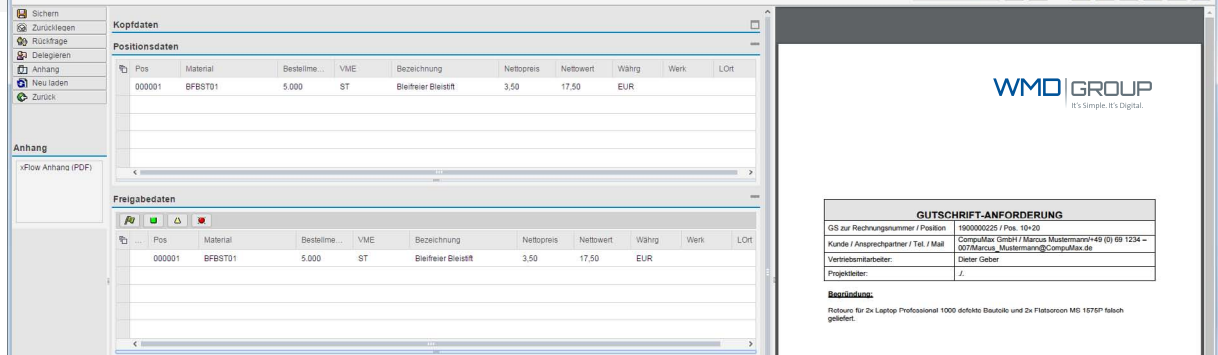 Sichern
Zurücklegen
Rückfrage
Delegieren
Anhang
Neu laden
Zurück
Anhang
xFlow Anhang (PDF)
Kopfdaten
Positionsdaten
Pos Material Bestellme... VME Bezeichnung Nettopreis Nettowert Währg Werk LOrt
000001 BFBST01 5.000 ST Bleifreier Bleistift 3,50 17,50 EUR
Freigabedaten
... Pos Material Bestellme... VME Bezeichnung Nettopreis Nettowert Währg Werk LOrt
000001 BFBST01 5.000 ST Bleifreier Bleistift 3,50 17,50 EUR
WMD GROUP
It's Simple. It's Digital.
GUTSCHRIFT-ANFORDERUNG
GS zur Rechnungsnummer / Position 1900000225 / Pos. 10+20
Kunde / Ansprechpartner / Tel. / Mail CompuMax GmbH / Marcus Mustermann/+49 (0) 69 1234 –
007/Marcus_Mustermann@CompuMax.de
Vertriebsmitarbeiter: Dieter Geber
Projektleiter: ./.
Begründung:
Retoure für 2x Laptop Professional 1000 defekte Bauteile und 2x Flatscreen MS 1575P falsch
geliefert.